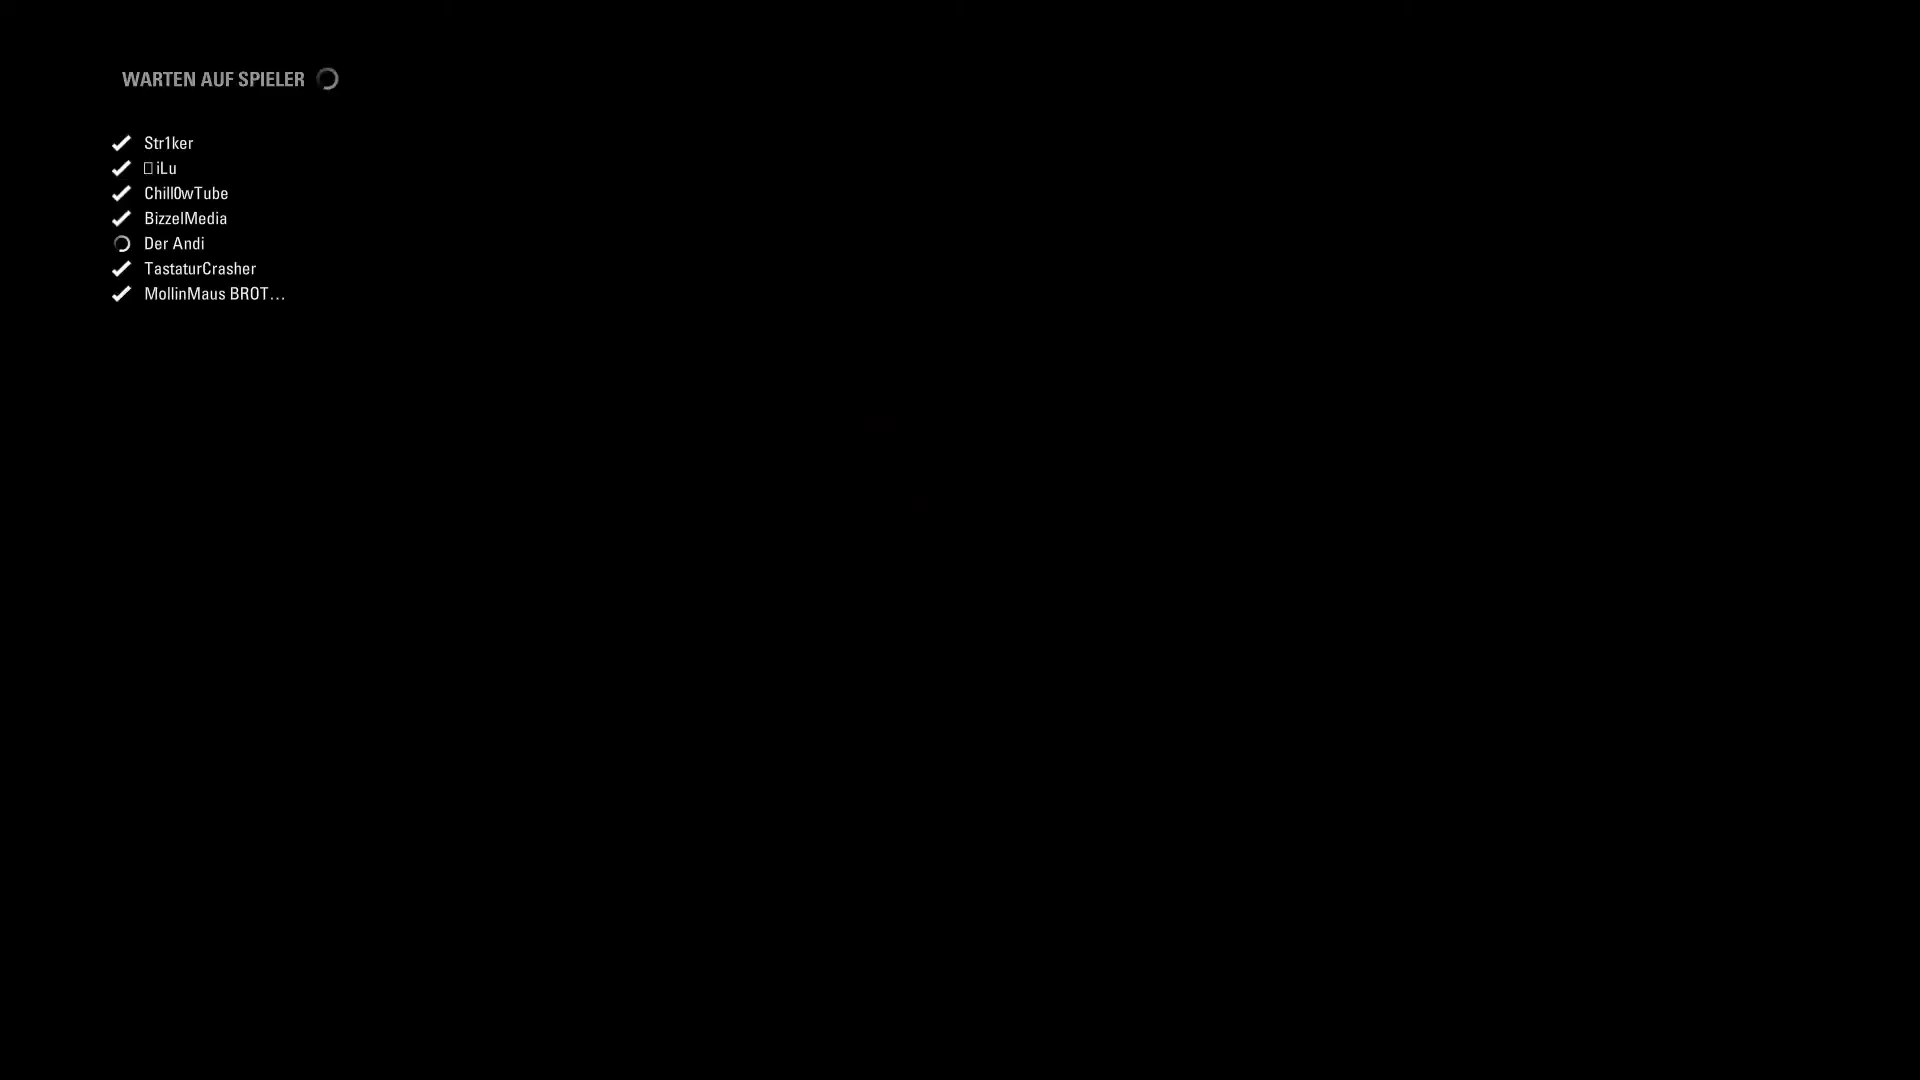 WARTEN AUF SPIELER
Str1ker
iLu
Chill0wTube
BizzelMedia
Der Andi
TastaturCrasher
MollinMaus BROT...